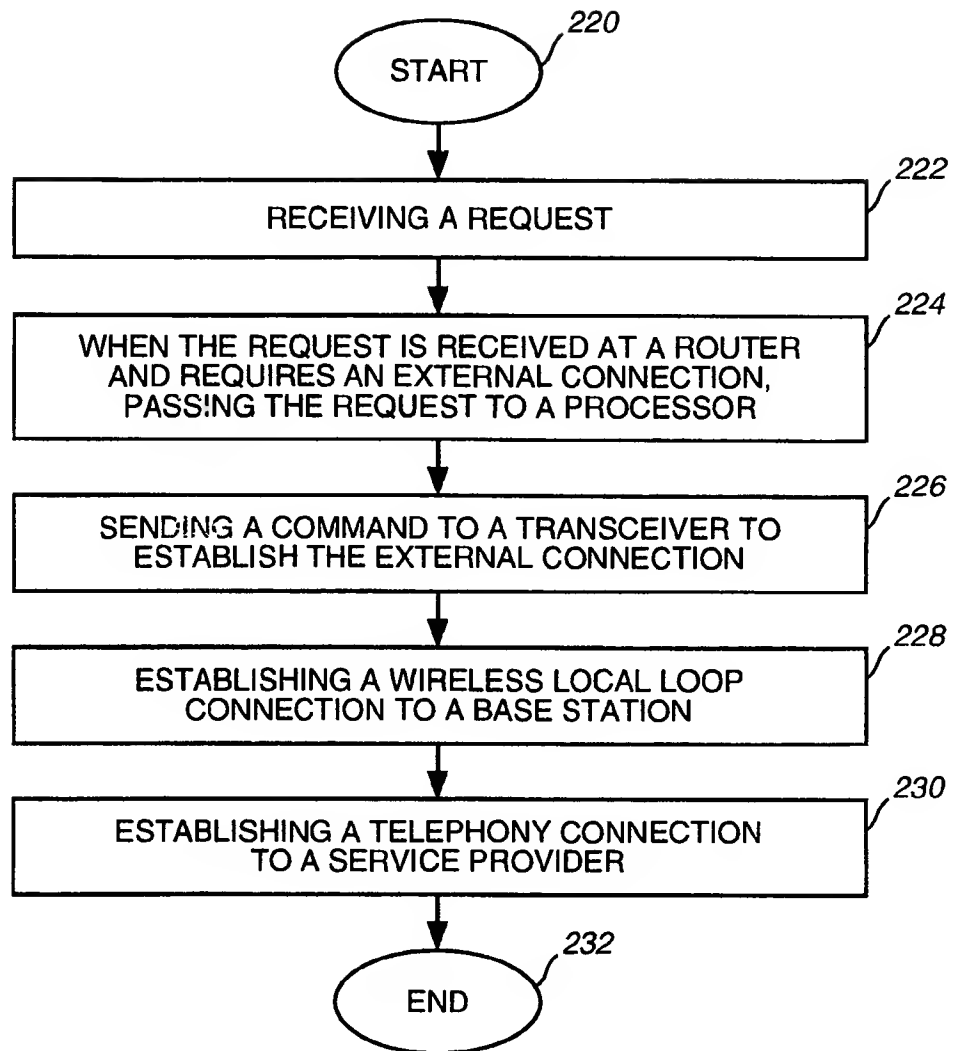 220
START
222
RECEIVING A REQUEST
224
WHEN THE REQUEST IS RECEIVED AT A ROUTER
AND REQUIRES AN EXTERNAL CONNECTION,
PASSING THE REQUEST TO A PROCESSOR
226
SENDING A COMMAND TO A TRANSCEIVER TO
ESTABLISH THE EXTERNAL CONNECTION
228
ESTABLISHING A WIRELESS LOCAL LOOP
CONNECTION TO A BASE STATION
230
ESTABLISHING A TELEPHONY CONNECTION
TO A SERVICE PROVIDER
232
END